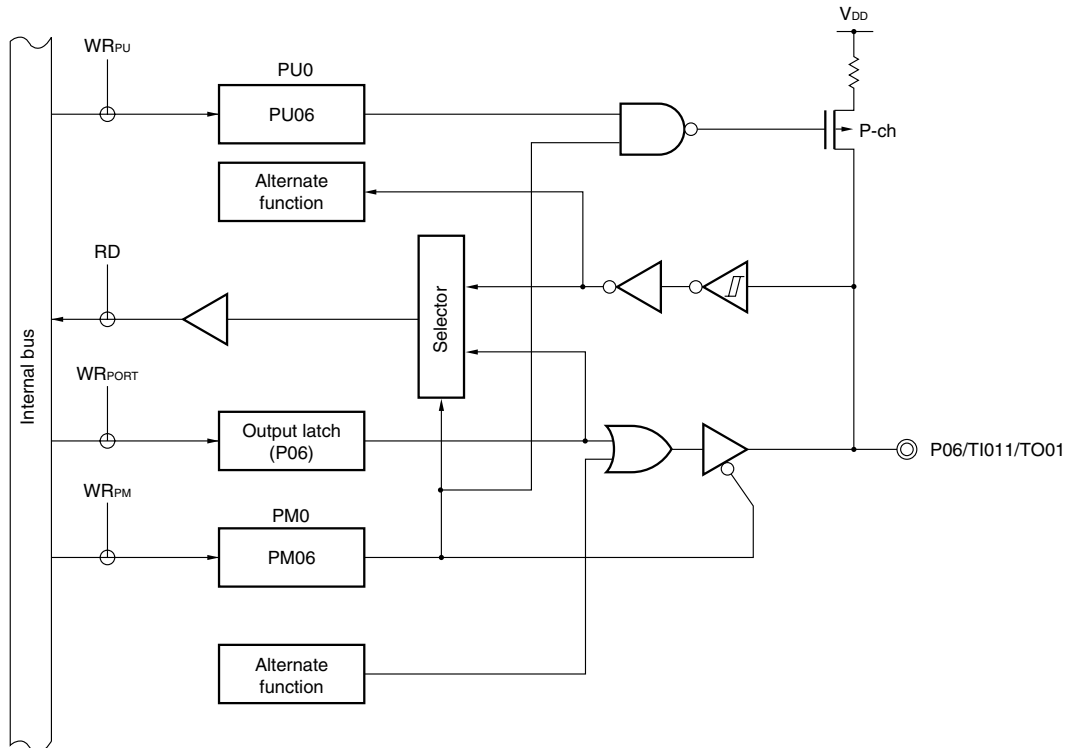 VDD
WRPU
PU0
PU06
P-ch
Alternate
function
RD
Selector
Internal bus
WRPORT
Output latch
(P06)
P06/TI011/TO01
WRPM
PM0
PM06
Alternate
function